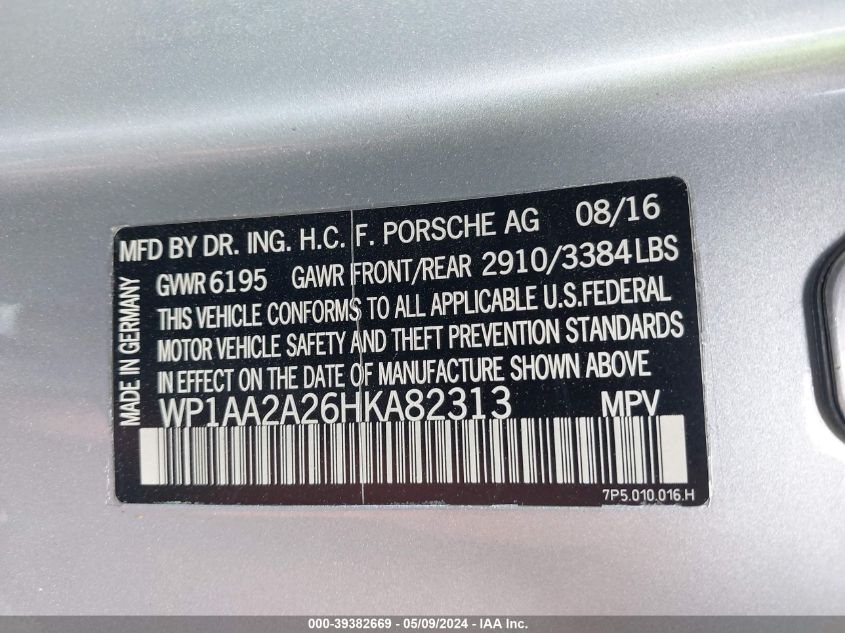 MFD BY DR. ING. H.C. F. PORSCHE AG 08/16
GVWR 6195 GAWR FRONT/REAR 2910/3384 LBS
THIS VEHICLE CONFORMS TO ALL APPLICABLE U.S.FEDERAL
MOTOR VEHICLE SAFETY AND THEFT PREVENTION STANDARDS
IN EFFECT ON THE DATE OF MANUFACTURE SHOWN ABOVE
WP1AA2A26HKA82313 MPV
MADE IN GERMANY
7P5.010.016.H
000-39382669 - 05/09/2024 - IAA Inc.